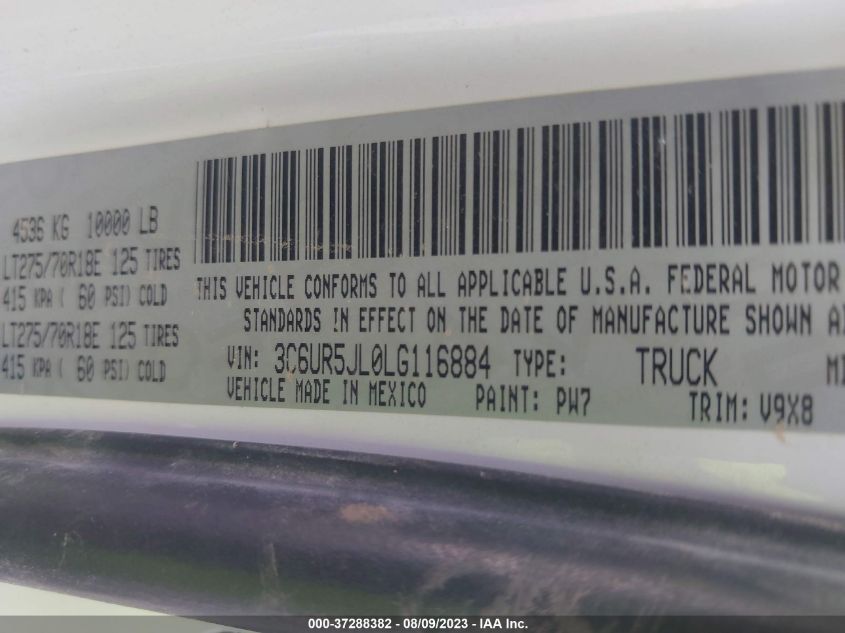 4536 KG 10000 LB
LT275/70R18E 125 TIRES
415 KPA ( 60 PSI) COLD
LT275/70R18E 125 TIRES
415 KPA ( 60 PSI) COLD
THIS VEHICLE CONFORMS TO ALL APPLICABLE U.S.A. FEDERAL MOTOR
STANDARDS IN EFFECT ON THE DATE OF MANUFACTURE SHOWN
VIN: 3C6UR5JL0LG116884 TYPE: TRUCK
VEHICLE MADE IN MEXICO PAINT: PW7 TRIM: V9X8
000-37288382 - 08/09/2023 - IAA Inc.